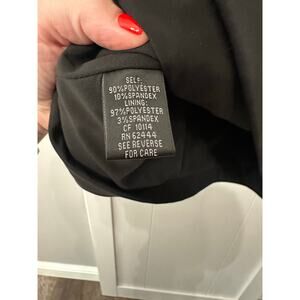 SELF:
90%POLYESTER
10%SPANDEX
LINING:
97%POLYESTER
3%SPANDEX
CF 10114
RN 62444
SEE REVERSE
FOR CARE